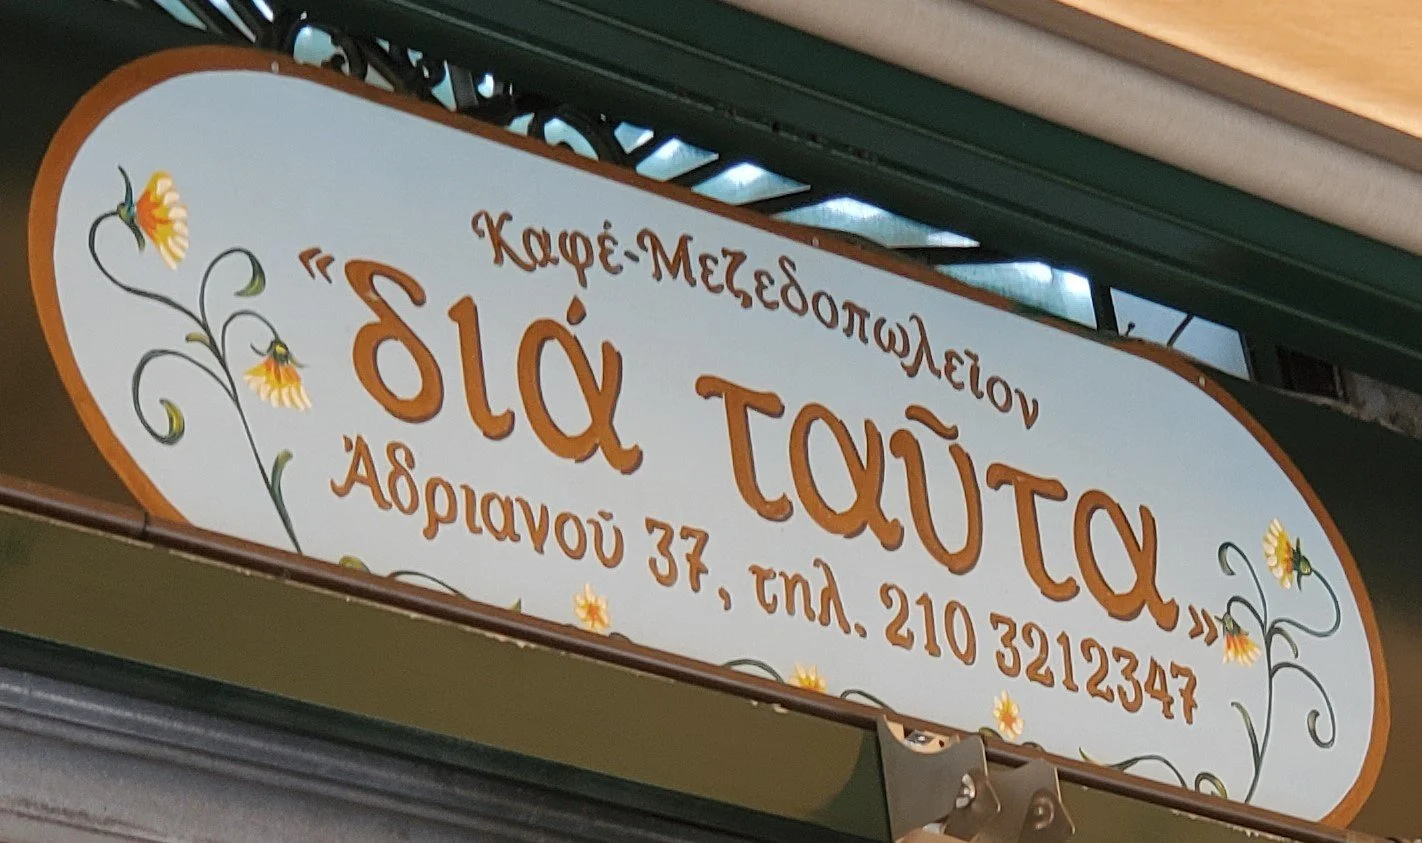 Καφέ-Μεζεδοπωλεῖον
«διά ταῦτα»
Ἀδριανοῦ 37, τηλ. 210 3212347